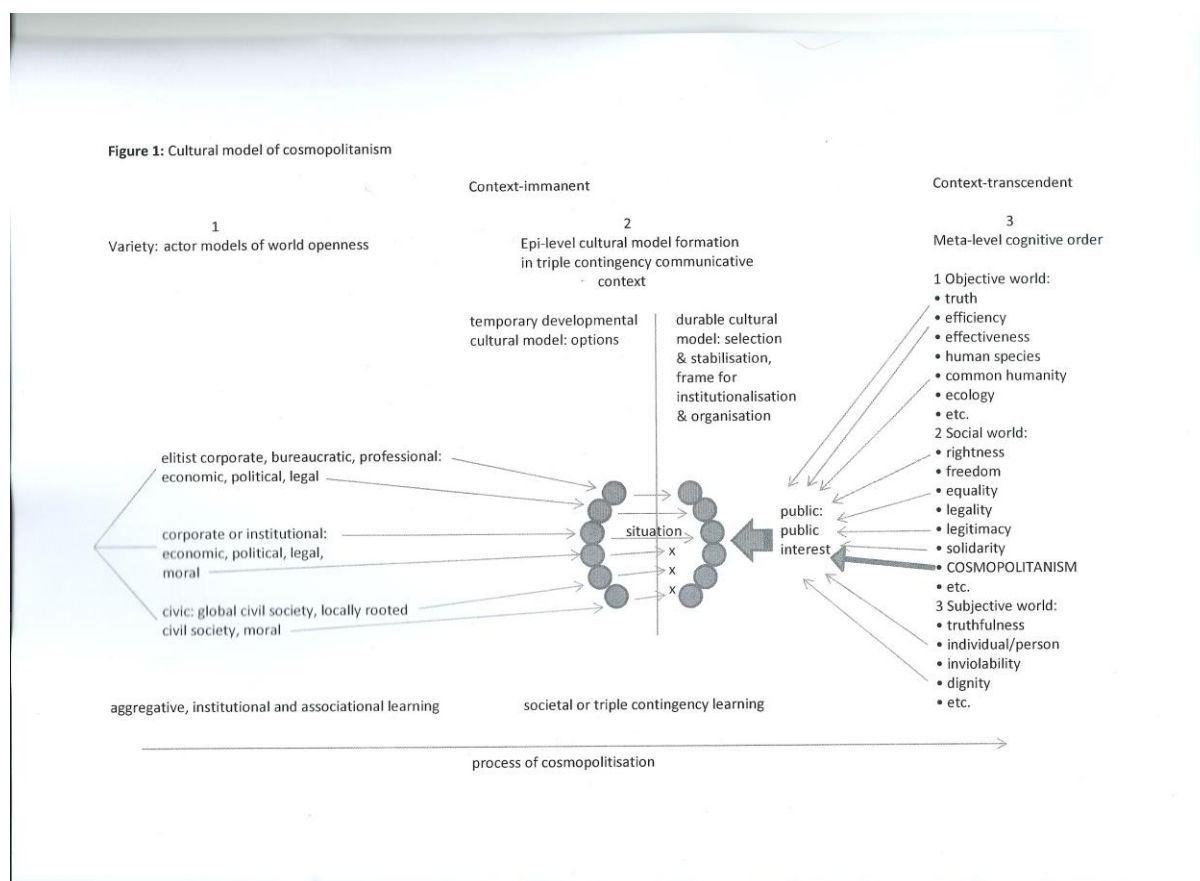 Figure 1: Cultural model of cosmopolitanism
Context-immanent
Context-transcendent
1
Variety: actor models of world openness
2
Epi-level cultural model formation
in triple contingency communicative
context
3
Meta-level cognitive order
temporary developmental
cultural model: options
durable cultural
model: selection
& stabilisation,
frame for
institutionalisation
& organisation
1 Objective world:
• truth
• efficiency
• effectiveness
• human species
• common humanity
• ecology
• etc.
2 Social world:
• rightness
• freedom
• equality
• legality
• legitimacy
• solidarity
• COSMOPOLITANISM
• etc.
3 Subjective world:
• truthfulness
• individual/person
• inviolability
• dignity
• etc.
elitist corporate, bureaucratic, professional:
economic, political, legal
corporate or institutional:
economic, political, legal,
moral
civic: global civil society, locally rooted
civil society, moral
situation
x
x
x
public:
public
interest
aggregative, institutional and associational learning
societal or triple contingency learning
process of cosmopolitisation